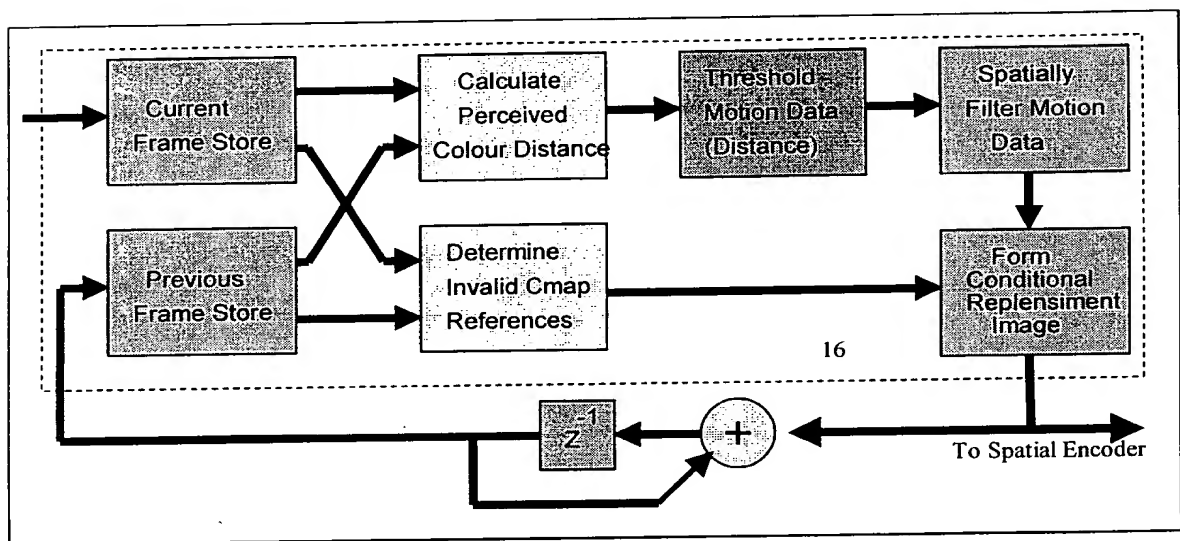 Current
Frame Store
Calculate
Perceived
Colour Distance
Threshold
Motion Data
(Distance)
Spatially
Filter Motion
Data
Previous
Frame Store
Determine
Invalid Cmap
References
Form
Conditional
Replensiment
Image
16
z-1
+
To Spatial Encoder